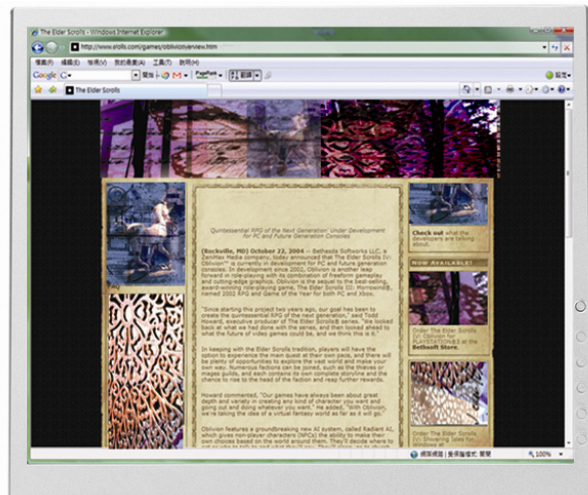 The Elder Scrolls - Windows Internet Explorer
Google
The Elder Scrolls
'Quintessential RPG of the Next Generation' Under Development
for PC and Future Generation Consoles
(Rockville, MD) October 22, 2004 – Bethesda Softworks LLC, a
ZeniMax Media company, today announced that The Elder Scrolls IV:
Oblivion™ is currently in development for PC and future generation
consoles. In development since 2002, Oblivion is another leap
forward in role-playing with its combination of freeform gameplay
and cutting-edge graphics. Oblivion is the sequel to the best-selling,
award-winning role-playing game, The Elder Scrolls III: Morrowind®,
named 2002 RPG and Game of the Year for both PC and Xbox.
"Since starting this project two years ago, our goal has been to
create the quintessential RPG of the next generation," said Todd
Howard, executive producer of The Elder Scrolls® series. "We looked
back at what we had done with the series, and then looked ahead to
what the future of video games could be, and we think this is it."
In keeping with the Elder Scrolls tradition, players will have the
option to experience the main quest at their own pace, and there will
be plenty of opportunities to explore the vast world and make your
own way. Numerous factions can be joined, such as the thieves or
mages guilds, and each contains its own complete storyline and the
chance to rise to the head of the faction and reap further rewards.
Howard commented, "Our games have always been about great
depth and variety in creating any kind of character you want and
going out and doing whatever you want." He added, "With Oblivion,
we're taking the idea of a virtual fantasy world as far as it will go."
Oblivion features a groundbreaking new AI system, called Radiant AI,
which gives non-player characters (NPCs) the ability to make their
own choices based on the world around them. They'll decide where to
Check out what the
developers are talking
about.
Now Available!
Order The Elder Scrolls
IV: Oblivion for
PLAYSTATION®3 at the
Bethsoft Store.
Order The Elder Scrolls
IV: Shivering Isles for
windows at
100%